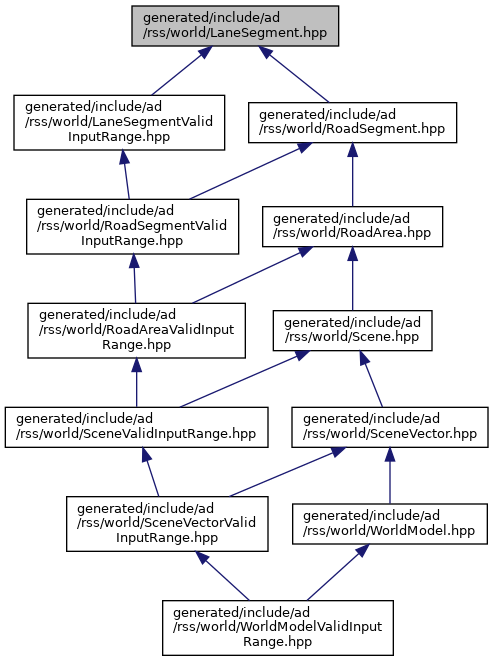 generated/include/ad
/rss/world/LaneSegment.hpp
generated/include/ad
/rss/world/LaneSegmentValid
InputRange.hpp
generated/include/ad
/rss/world/RoadSegment.hpp
generated/include/ad
/rss/world/RoadSegmentValid
InputRange.hpp
generated/include/ad
/rss/world/RoadArea.hpp
generated/include/ad
/rss/world/RoadAreaValidInput
Range.hpp
generated/include/ad
/rss/world/Scene.hpp
generated/include/ad
/rss/world/SceneValidInputRange.hpp
generated/include/ad
/rss/world/SceneVector.hpp
generated/include/ad
/rss/world/SceneVectorValid
InputRange.hpp
generated/include/ad
/rss/world/WorldModel.hpp
generated/include/ad
/rss/world/WorldModelValidInput
Range.hpp